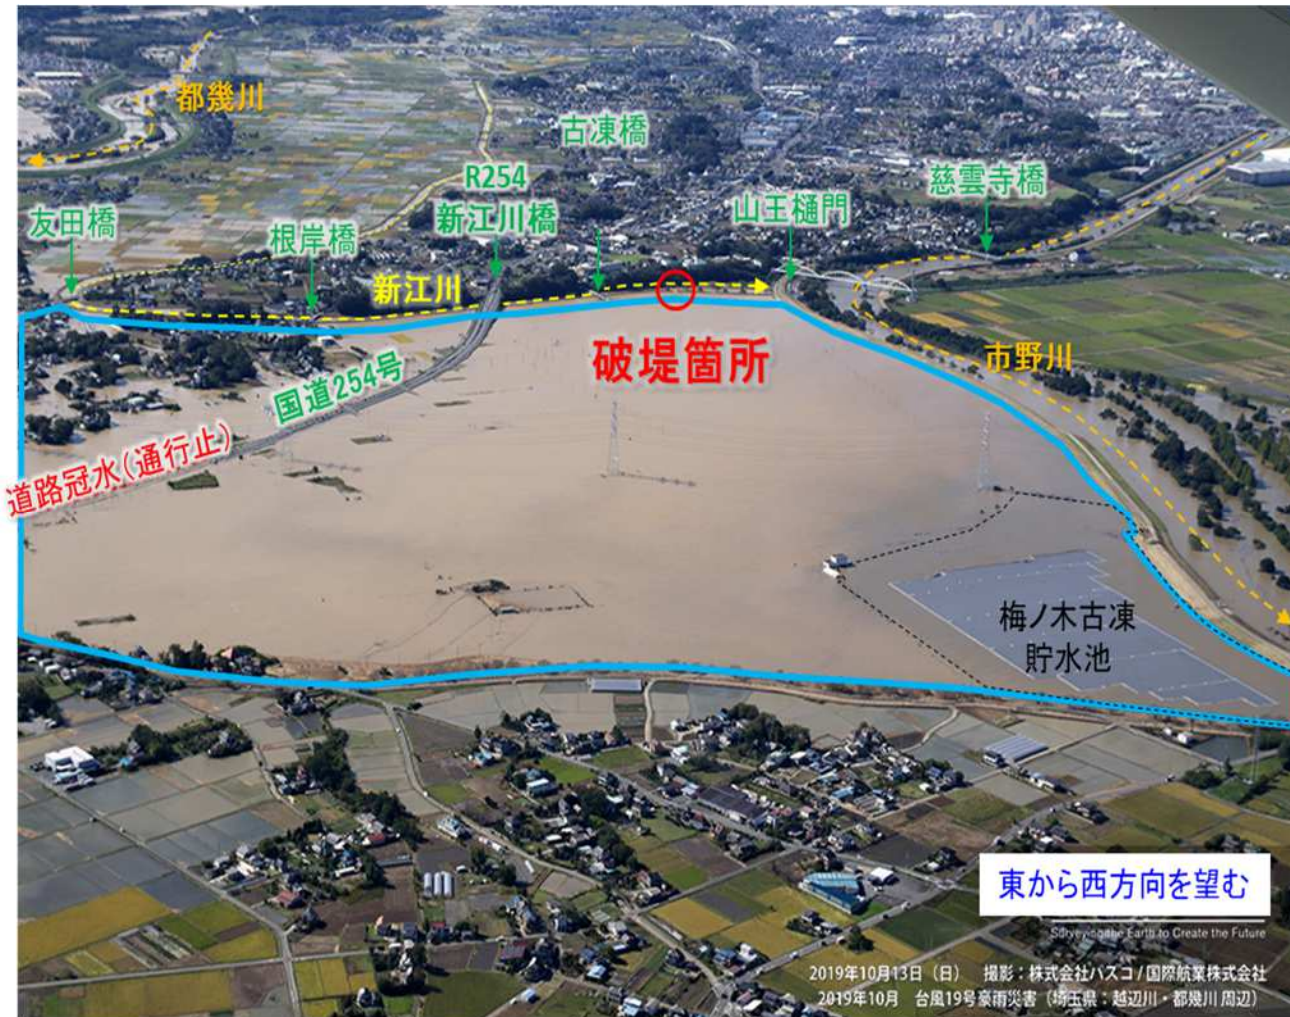 都幾川
古凍橋
R254
新江川橋
慈雲寺橋
友田橋
根岸橋
山王樋門
新江川
破堤箇所
市野川
国道254号
道路冠水(通行止)
梅ノ木古凍
貯水池
東から西方向を望む
Surveying the Earth to Create the Future
2019年10月13日(日) 撮影:株式会社パスコ/国際航業株式会社
2019年10月 台風19号豪雨災害(埼玉県:越辺川・都幾川周辺)